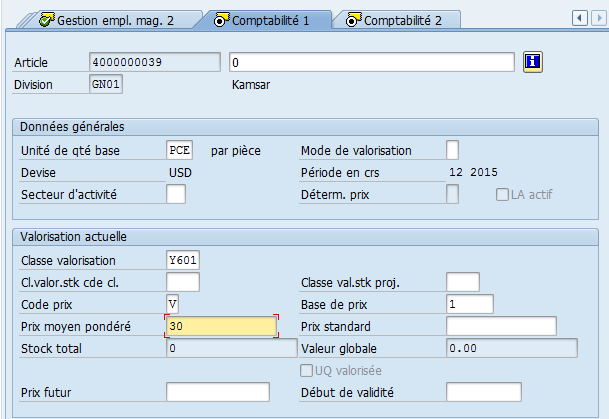 Gestion empl. mag. 2 Comptabilité 1 Comptabilité 2
Article 4000000039 0
Division GN01 Kamsar
Données générales
Unité de qté base PCE par pièce Mode de valorisation
Devise USD Période en crs 12 2015
Secteur d'activité Déterm. prix LA actif
Valorisation actuelle
Classe valorisation Y601
Cl.valor.stk cde cl. Classe val.stk proj.
Code prix V Base de prix 1
Prix moyen pondéré 30 Prix standard
Stock total 0 Valeur globale 0.00
UQ valorisée
Prix futur Début de validité